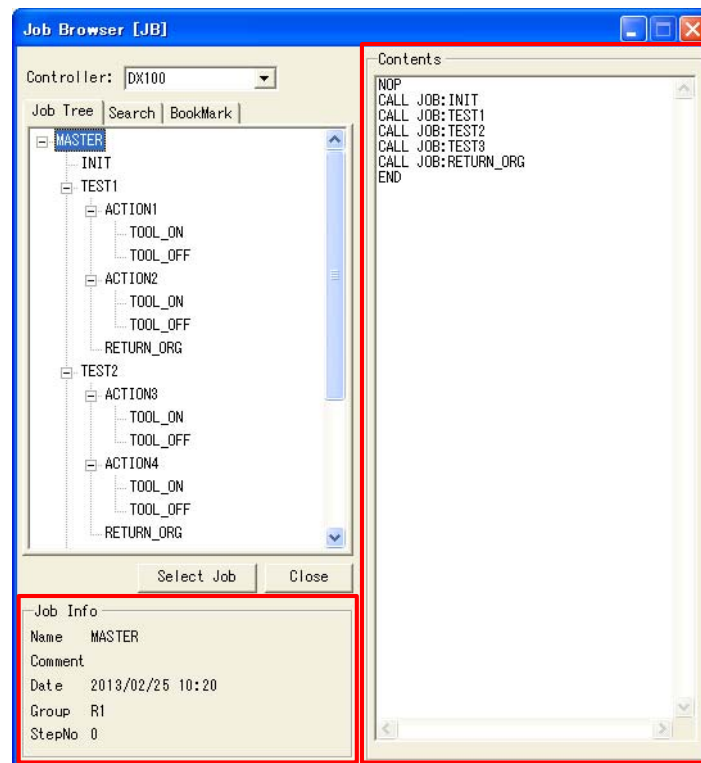 Job Browser [JB]
Controller: DX100
Job Tree Search BookMark
MASTER
INIT
TEST1
ACTION1
TOOL_ON
TOOL_OFF
ACTION2
TOOL_ON
TOOL_OFF
RETURN_ORG
TEST2
ACTION3
TOOL_ON
TOOL_OFF
ACTION4
TOOL_ON
TOOL_OFF
RETURN_ORG
Select Job Close
Job Info
Name MASTER
Comment
Date 2013/02/25 10:20
Group R1
StepNo 0
Contents
NOP
CALL JOB:INIT
CALL JOB:TEST1
CALL JOB:TEST2
CALL JOB:TEST3
CALL JOB:RETURN_ORG
END